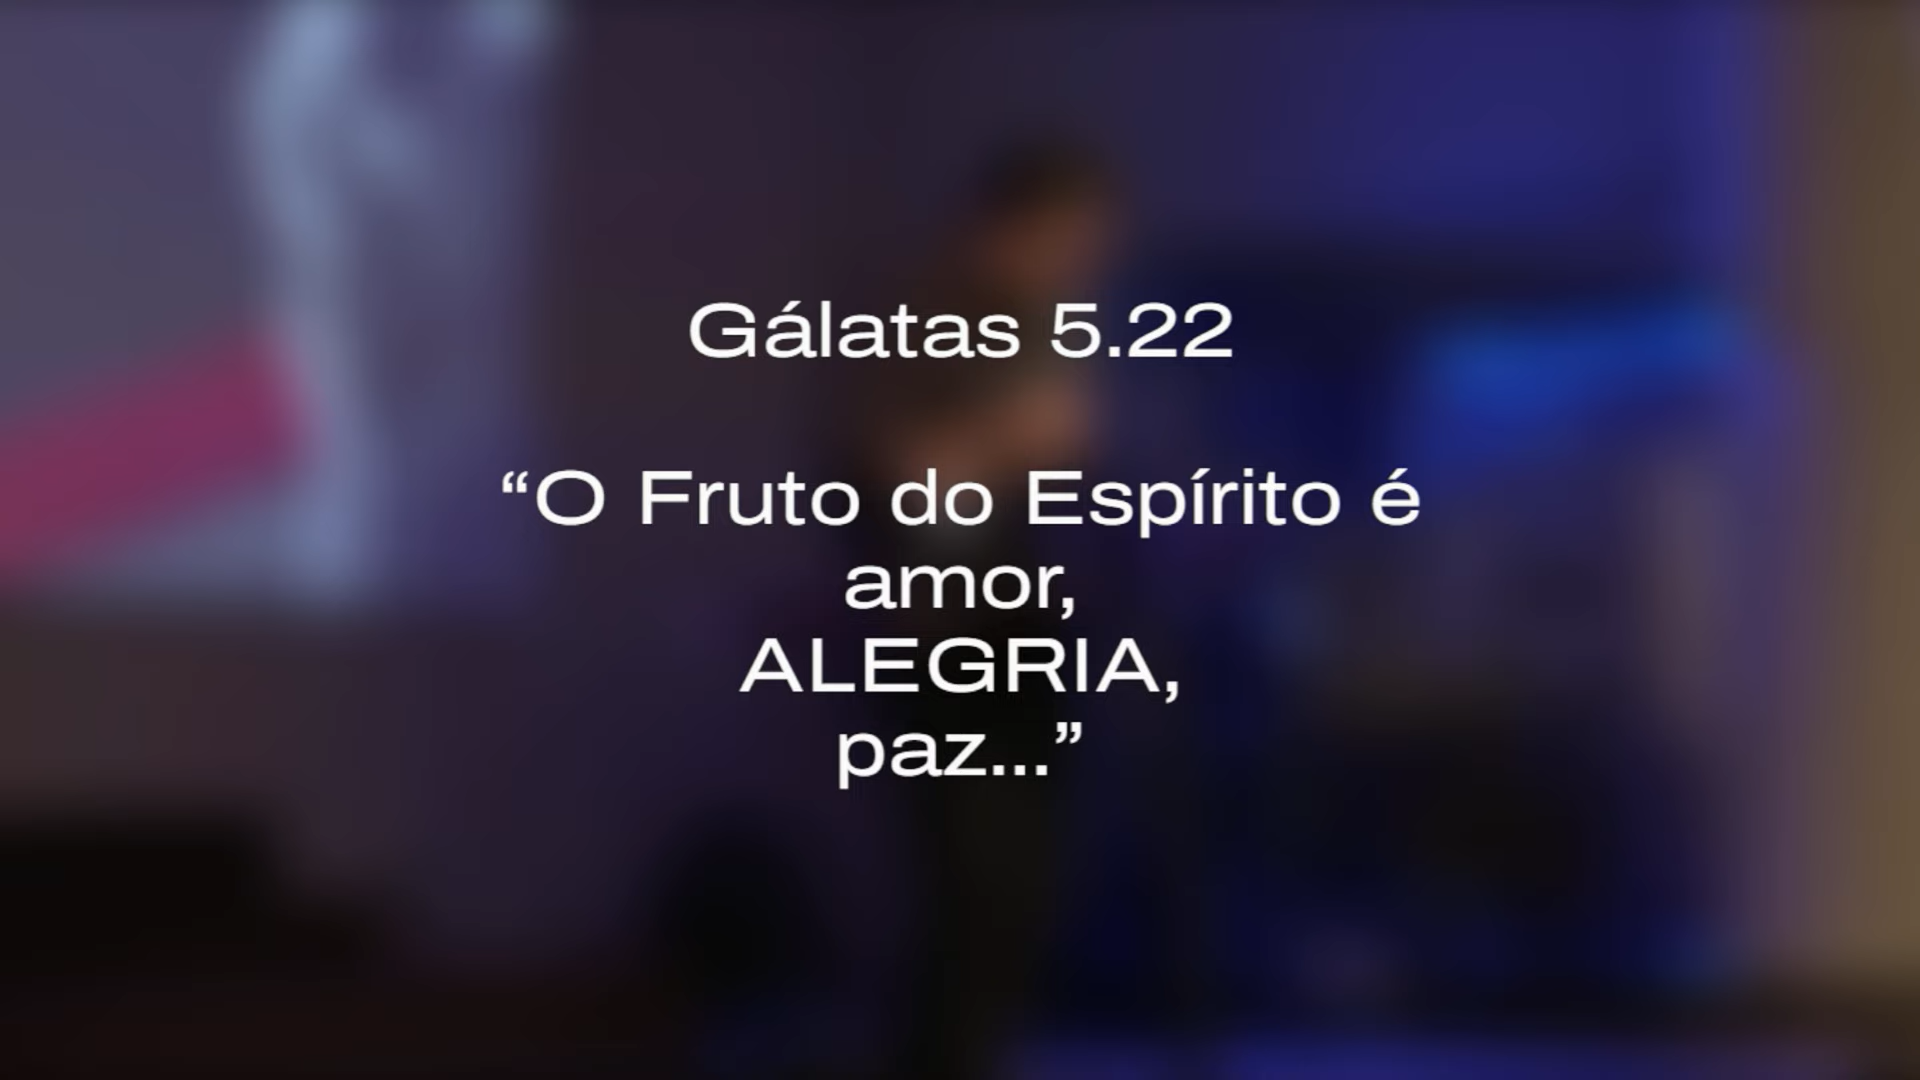 Gálatas 5.22
“O Fruto do Espírito é
amor,
ALEGRIA,
paz...”